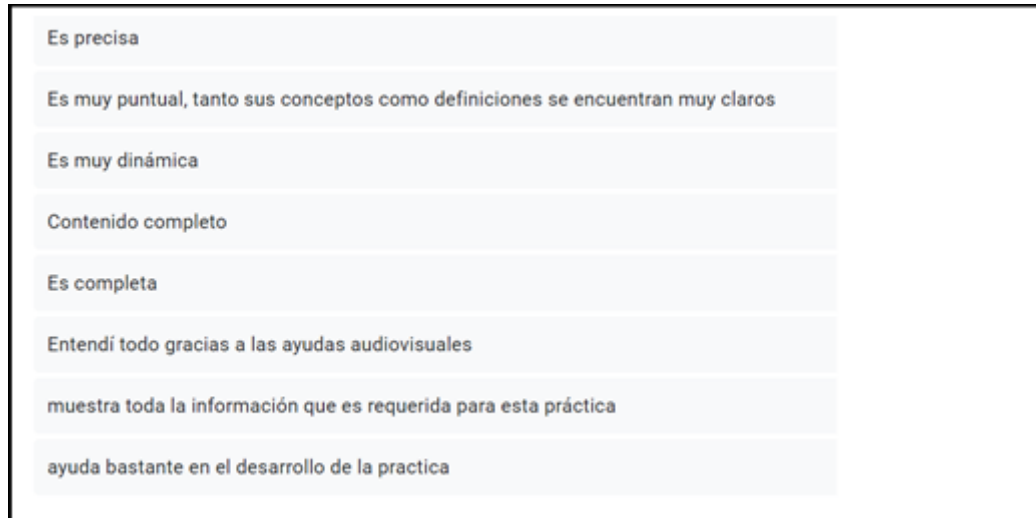 Es precisa
Es muy puntual, tanto sus conceptos como definiciones se encuentran muy claros
Es muy dinámica
Contenido completo
Es completa
Entendí todo gracias a las ayudas audiovisuales
muestra toda la información que es requerida para esta práctica
ayuda bastante en el desarrollo de la practica